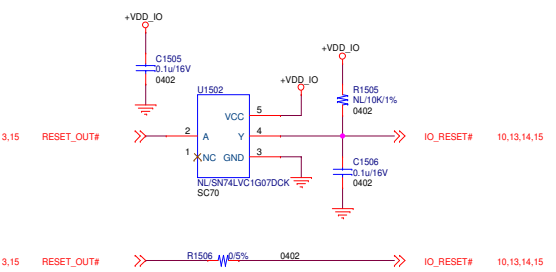 +VDD_IO
+VDD_IO
C1505
0.1u/16V
0402
+VDD_IO
U1502
R1505
NL/10K/1%
0402
VCC 5
3,15 RESET_OUT# 2 A Y 4 IO_RESET# 10,13,14,15
1 NC GND 3
C1506
0.1u/16V
0402
NL/SN74LVC1G07DCK
SC70
R1506 0/5% 0402
3,15 RESET_OUT# IO_RESET# 10,13,14,15